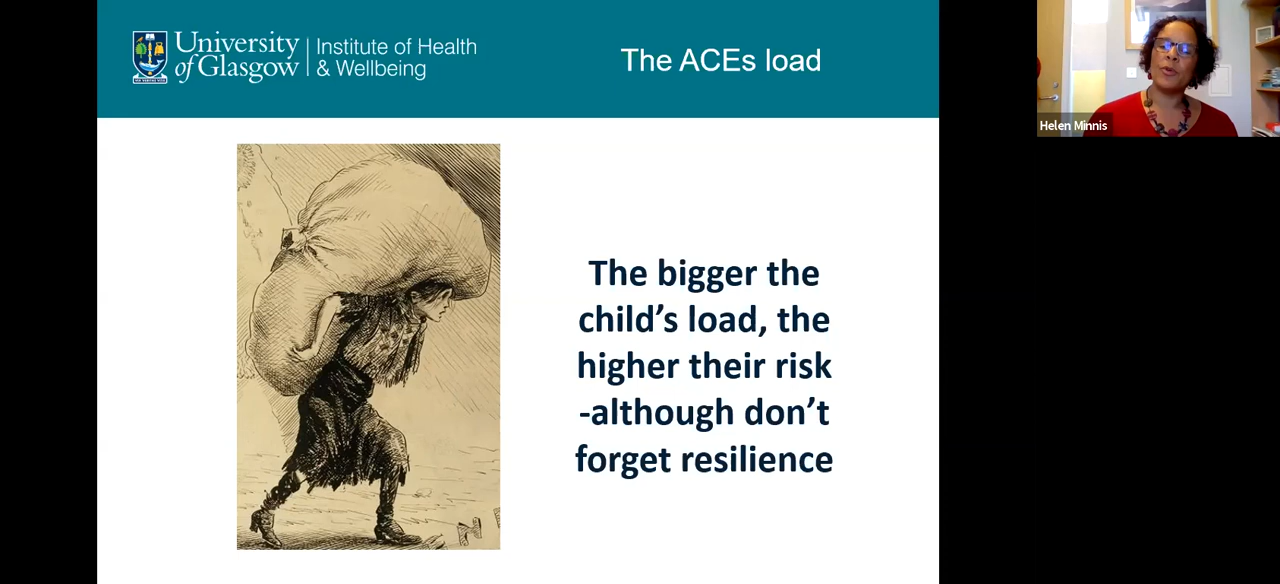 University
of Glasgow
Institute of Health
& Wellbeing
The ACEs load
Helen Minnis
The bigger the
child’s load, the
higher their risk
-although don’t
forget resilience